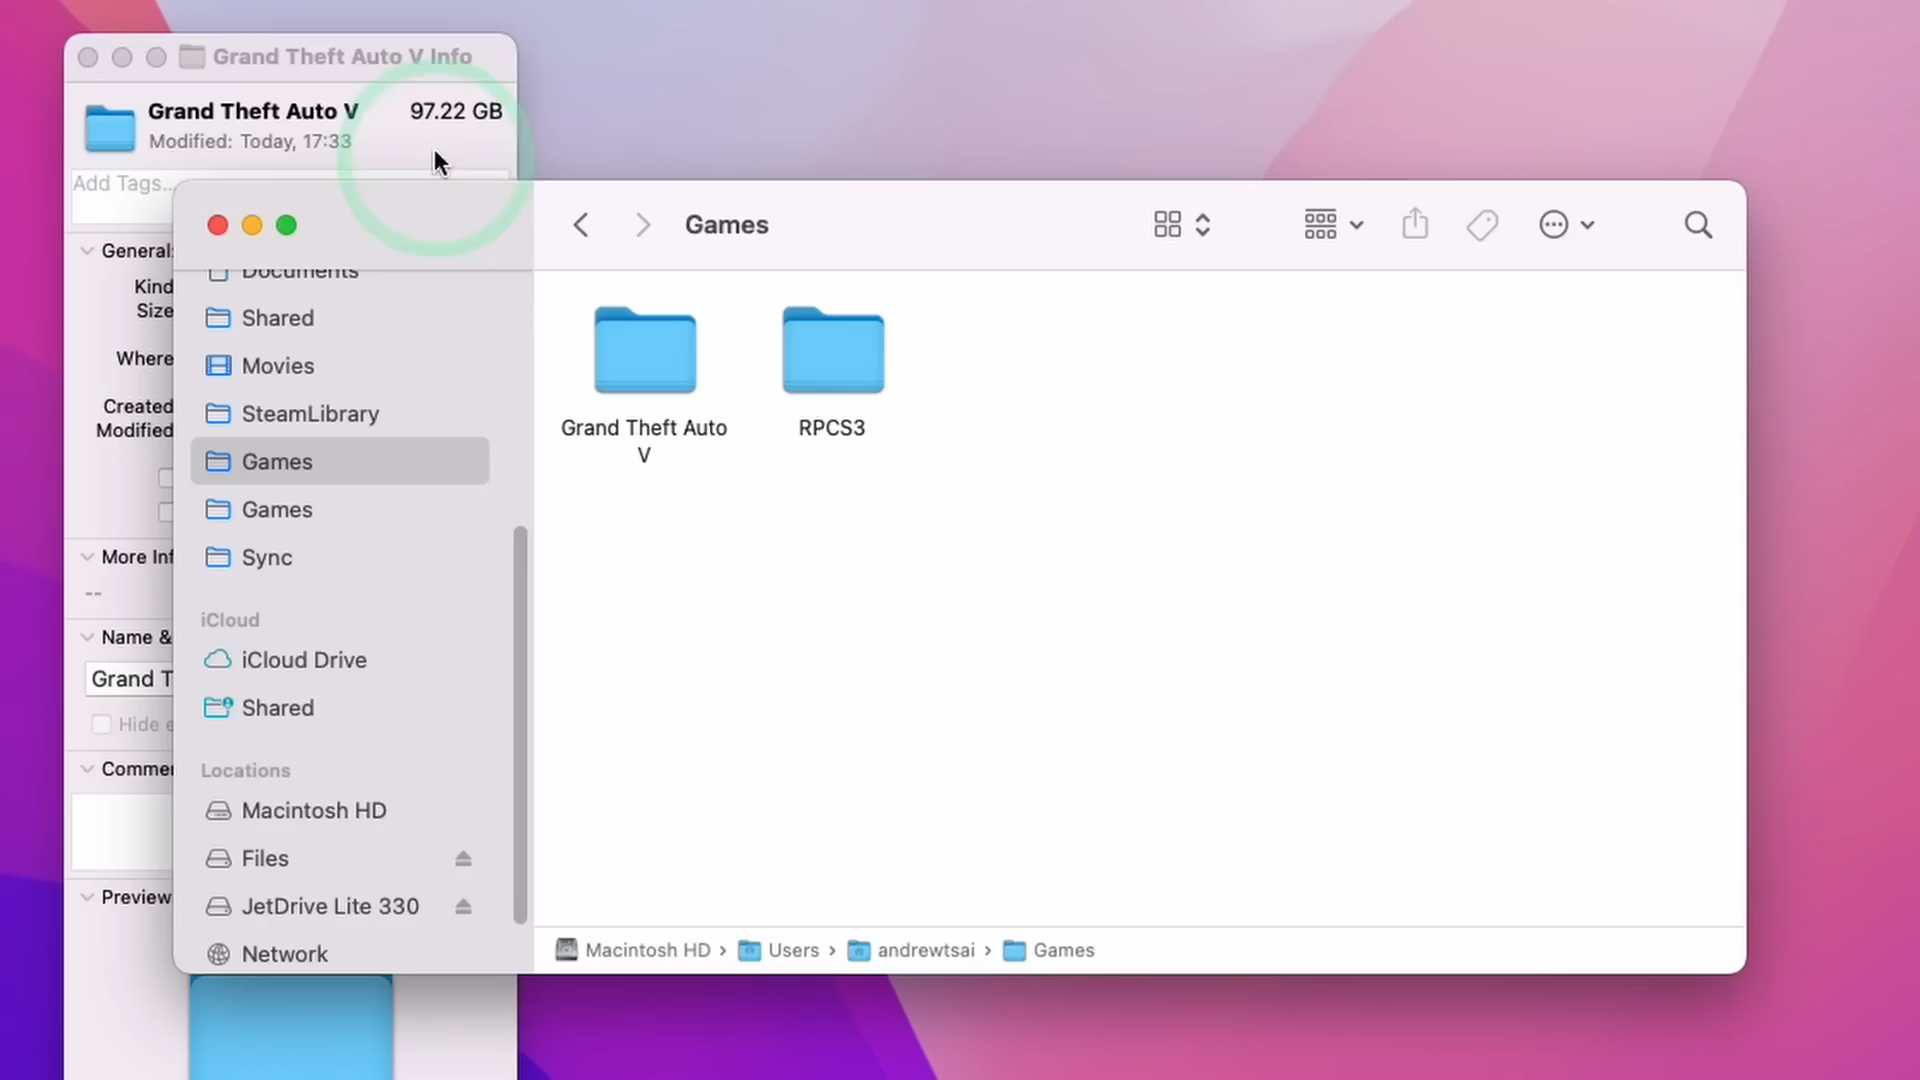 Grand Theft Auto V Info
Grand Theft Auto V 97.22 GB
Modified: Today, 17:33
Add Tags...
General:
Kind
Size
Where
Created
Modified
More Inf
--
Name &
Grand T
Hide e
Commen
Preview
Games
Documents
Shared
Movies
SteamLibrary
Games
Games
Sync
iCloud
iCloud Drive
Shared
Locations
Macintosh HD
Files
JetDrive Lite 330
Network
Grand Theft Auto
V
RPCS3
Macintosh HD › Users › andrewtsai › Games